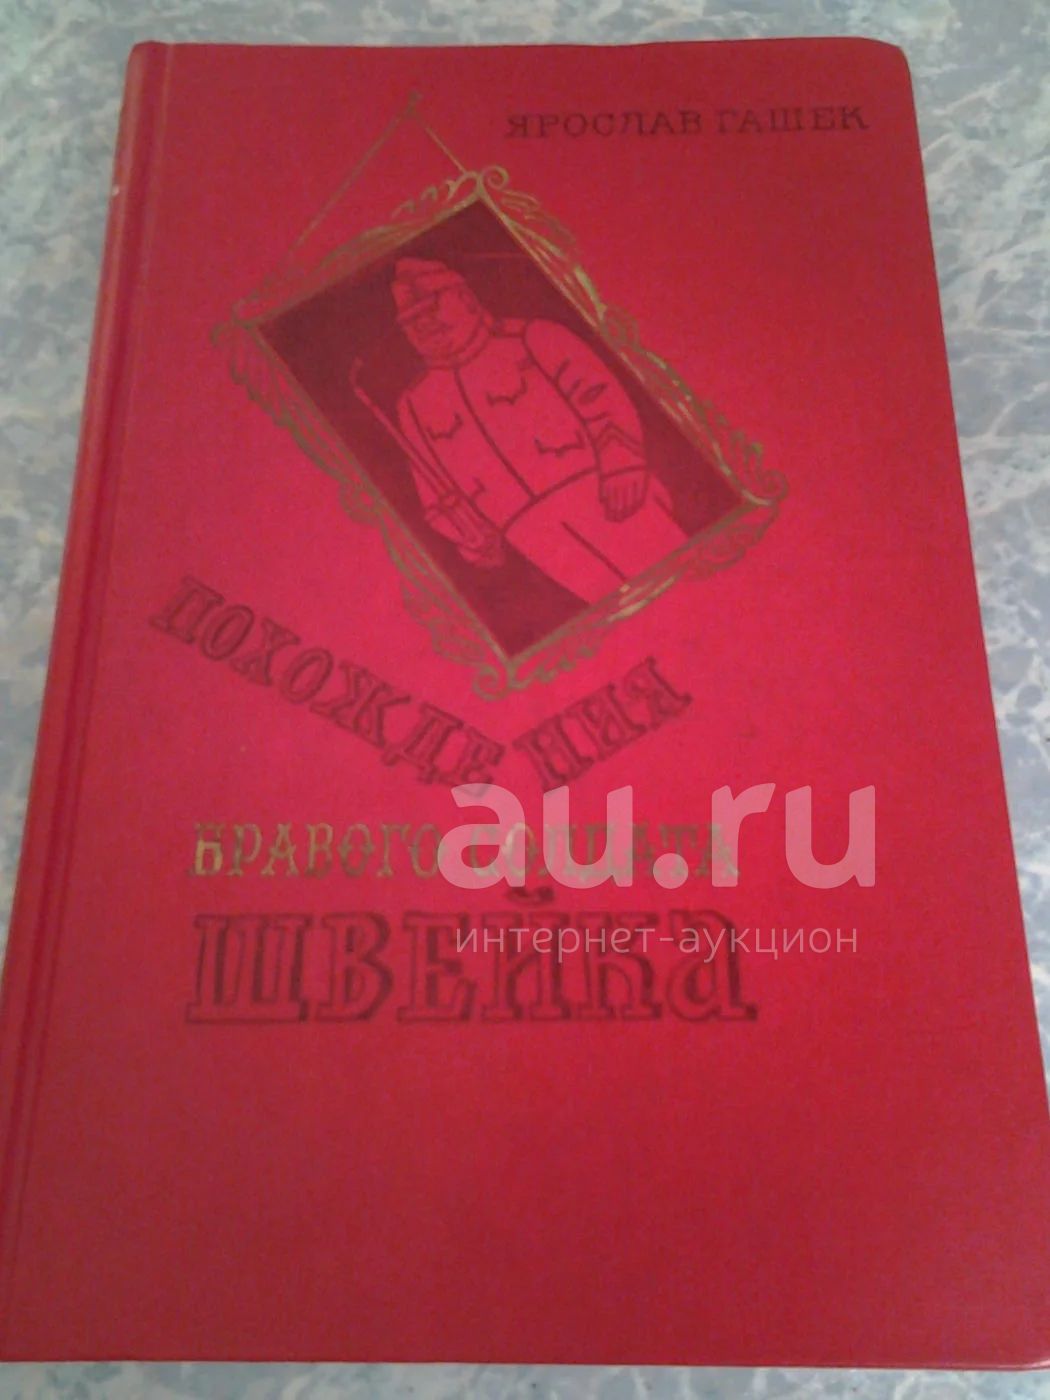 ЯРОСЛАВ ГАШЕК
ПОХОЖДЕНИЯ
БРАВОГО СОЛДАТА
ШВЕЙКА
au.ru
интернет-аукцион